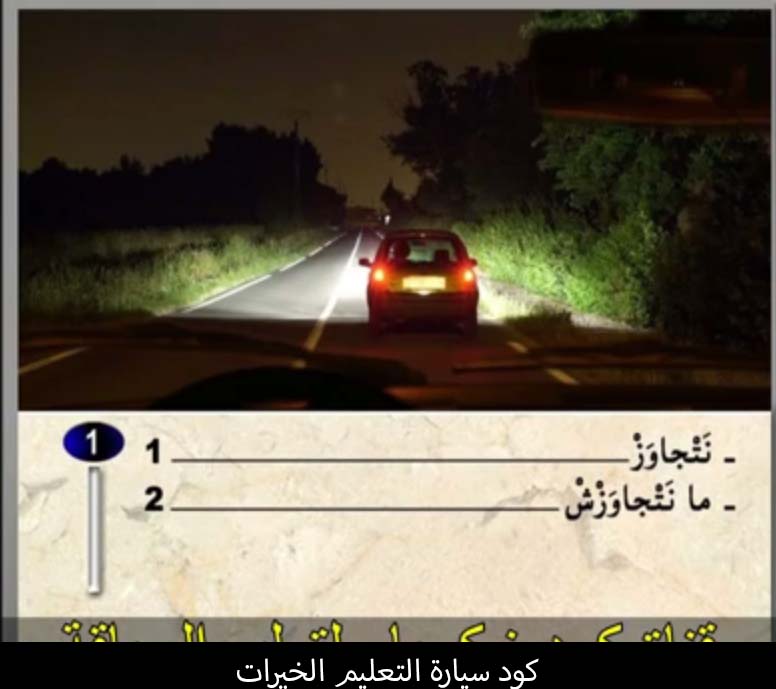 1
- نَتْجاوَزْ 1
- ما نَتْجاوَزْشْ 2
كود سيارة التعليم الخيرات